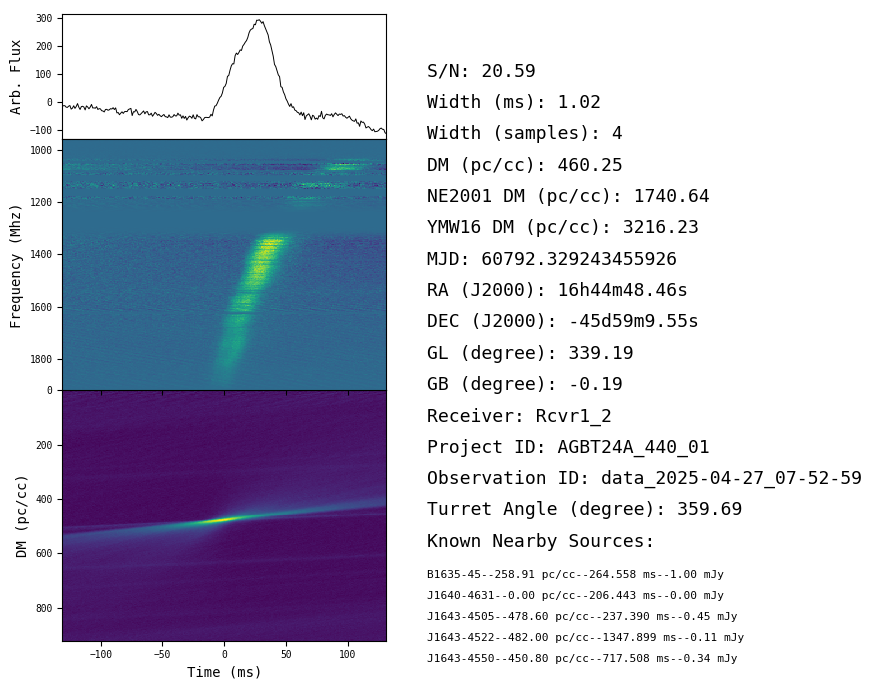 300
200
100
0
−100
Arb. Flux
1000
1200
1400
1600
1800
Frequency (Mhz)
0
200
400
600
800
DM (pc/cc)
−100 −50 0 50 100
Time (ms)
S/N: 20.59
Width (ms): 1.02
Width (samples): 4
DM (pc/cc): 460.25
NE2001 DM (pc/cc): 1740.64
YMW16 DM (pc/cc): 3216.23
MJD: 60792.329243455926
RA (J2000): 16h44m48.46s
DEC (J2000): -45d59m9.55s
GL (degree): 339.19
GB (degree): -0.19
Receiver: Rcvr1_2
Project ID: AGBT24A_440_01
Observation ID: data_2025-04-27_07-52-59
Turret Angle (degree): 359.69
Known Nearby Sources:
B1635-45--258.91 pc/cc--264.558 ms--1.00 mJy
J1640-4631--0.00 pc/cc--206.443 ms--0.00 mJy
J1643-4505--478.60 pc/cc--237.390 ms--0.45 mJy
J1643-4522--482.00 pc/cc--1347.899 ms--0.11 mJy
J1643-4550--450.80 pc/cc--717.508 ms--0.34 mJy